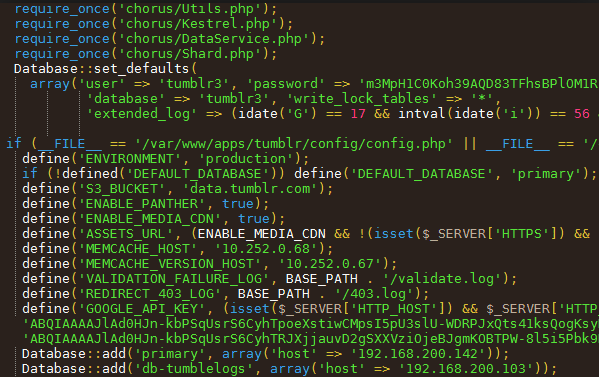 require_once('chorus/Utils.php');
require_once('chorus/Kestrel.php');
require_once('chorus/DataService.php');
require_once('chorus/Shard.php');
Database::set_defaults(
array('user' => 'tumblr3', 'password' => 'm3MpH1C0Koh39AQD83TFhsBPlOM1R
'database' => 'tumblr3', 'write_lock_tables' => '*',
'extended_log' => (idate('G') == 17 && intval(idate('i')) == 56
if (__FILE__ == '/var/www/apps/tumblr/config/config.php' || __FILE__ == '/
define('ENVIRONMENT', 'production');
if (!defined('DEFAULT_DATABASE')) define('DEFAULT_DATABASE', 'primary');
define('S3_BUCKET', 'data.tumblr.com');
define('ENABLE_PANTHER', true);
define('ENABLE_MEDIA_CDN', true);
define('ASSETS_URL', (ENABLE_MEDIA_CDN && !(isset($_SERVER['HTTPS']) &&
define('MEMCACHE_HOST', '10.252.0.68');
define('MEMCACHE_VERSION_HOST', '10.252.0.67');
define('VALIDATION_FAILURE_LOG', BASE_PATH . '/validate.log');
define('REDIRECT_403_LOG', BASE_PATH . '/403.log');
define('GOOGLE_API_KEY', (isset($_SERVER['HTTP_HOST']) && $_SERVER['HTTP_
'ABQIAAAAJlAd0HJn-kbPSqUsrS6CyhTpoeXstiwCMpsI5pU3slU-WDRPJxQts41ksQogKsy
'ABQIAAAAJlAd0HJn-kbPSqUsrS6CyhTRJXjjauvD2gSXXVziOjeBJgmKOBTPW-8l5i5Pbk9
Database::add('primary', array('host' => '192.168.200.142'));
Database::add('db-tumblelogs', array('host' => '192.168.200.103'));